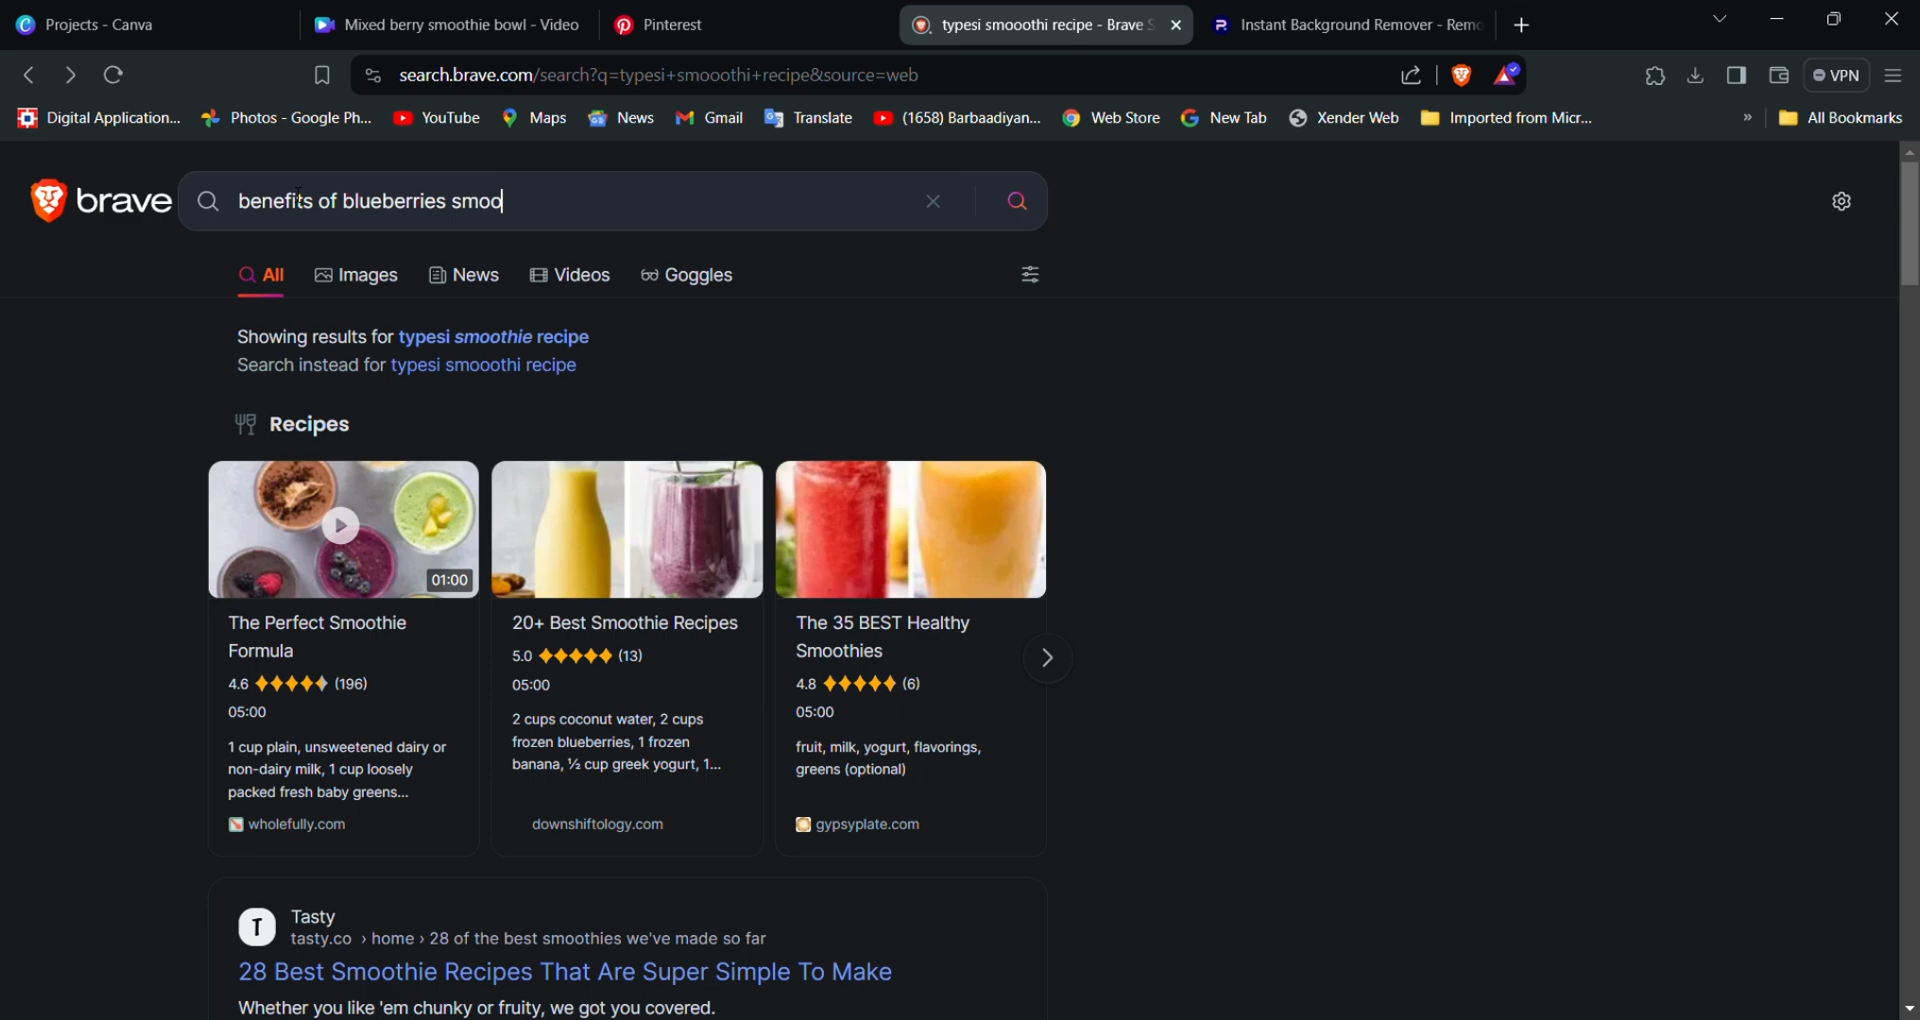 Projects - Canva
Mixed berry smoothie bowl - Video
Pinterest
typesi smooothi recipe - Brave S
Instant Background Remover - Remo
search.brave.com/search?q=typesi+smooothi+recipe&source=web
VPN
Digital Application...
Photos - Google Ph...
YouTube
Maps
News
Gmail
Translate
(1658) Barbaadiyan...
Web Store
New Tab
Xender Web
Imported from Micr...
»
All Bookmarks
brave
benefits of blueberries smoo
All
Images
News
Videos
Goggles
Showing results for typesi smoothie recipe
Search instead for typesi smooothi recipe
Recipes
01:00
The Perfect Smoothie
Formula
4.6 (196)
05:00
1 cup plain, unsweetened dairy or
non-dairy milk, 1 cup loosely
packed fresh baby greens...
wholefully.com
20+ Best Smoothie Recipes
5.0 (13)
05:00
2 cups coconut water, 2 cups
frozen blueberries, 1 frozen
banana, ½ cup greek yogurt, 1...
downshiftology.com
The 35 BEST Healthy
Smoothies
4.8 (6)
05:00
fruit, milk, yogurt, flavorings,
greens (optional)
gypsyplate.com
T
Tasty
tasty.co › home › 28 of the best smoothies we've made so far
28 Best Smoothie Recipes That Are Super Simple To Make
Whether you like 'em chunky or fruity, we got you covered.